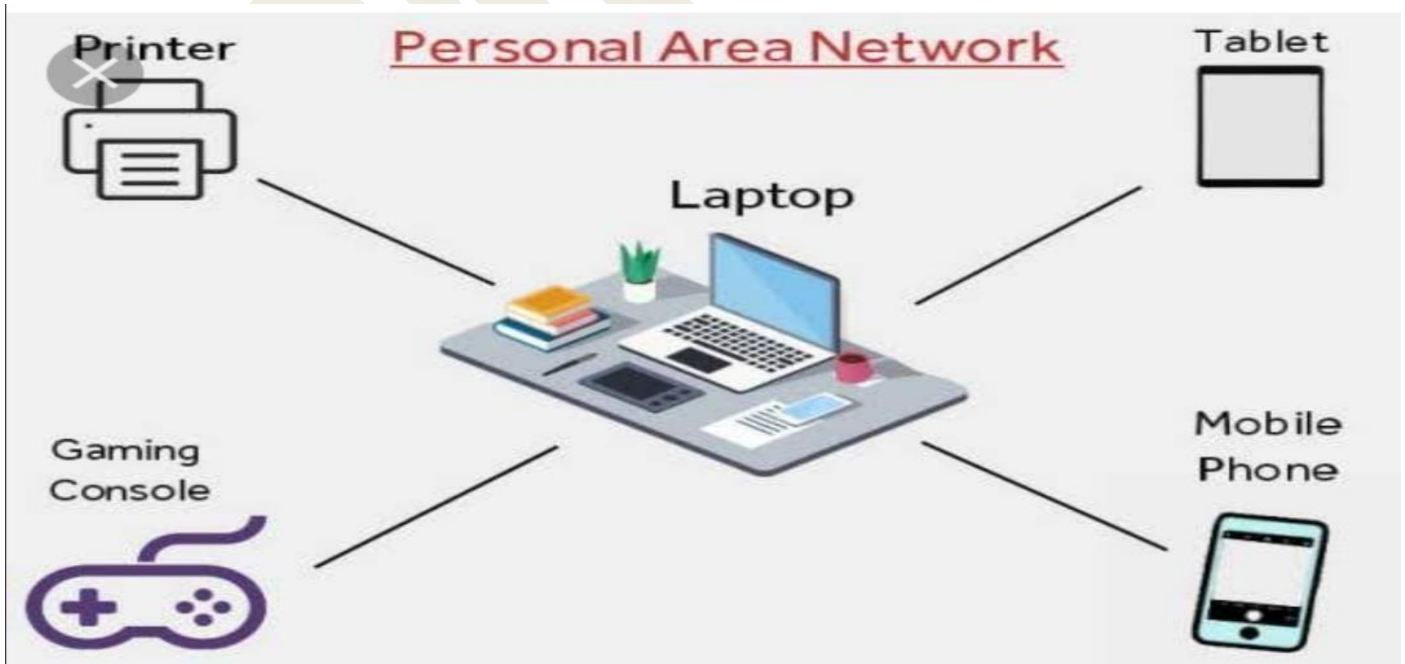 Printer
Personal Area Network
Tablet
Laptop
Gaming
Console
Mobile
Phone